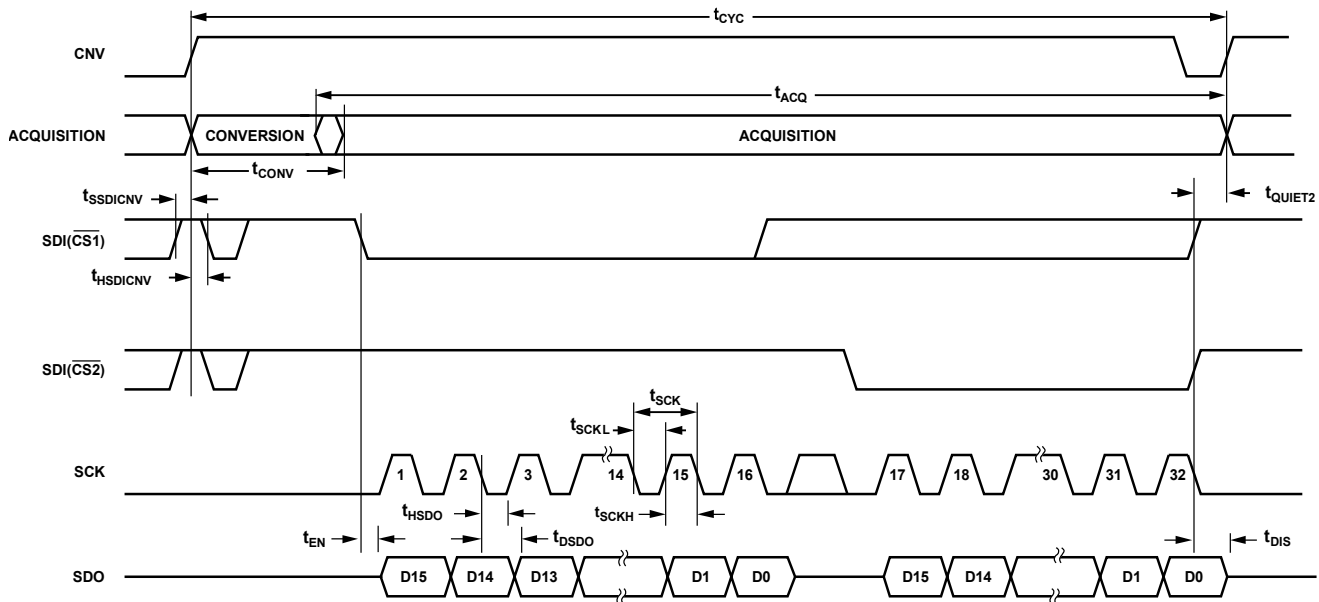 tCYC
CNV
tACQ
ACQUISITION CONVERSION ACQUISITION
tCONV
tSSDICNV tQUIET2
SDI(CS1)
tHSDICNV
SDI(CS2)
tSCK
tSCKL
SCK 1 2 3 14 15 16 17 18 30 31 32
tHSDO tSCKH
tEN tDSDO tDIS
SDO D15 D14 D13 D1 D0 D15 D14 D1 D0